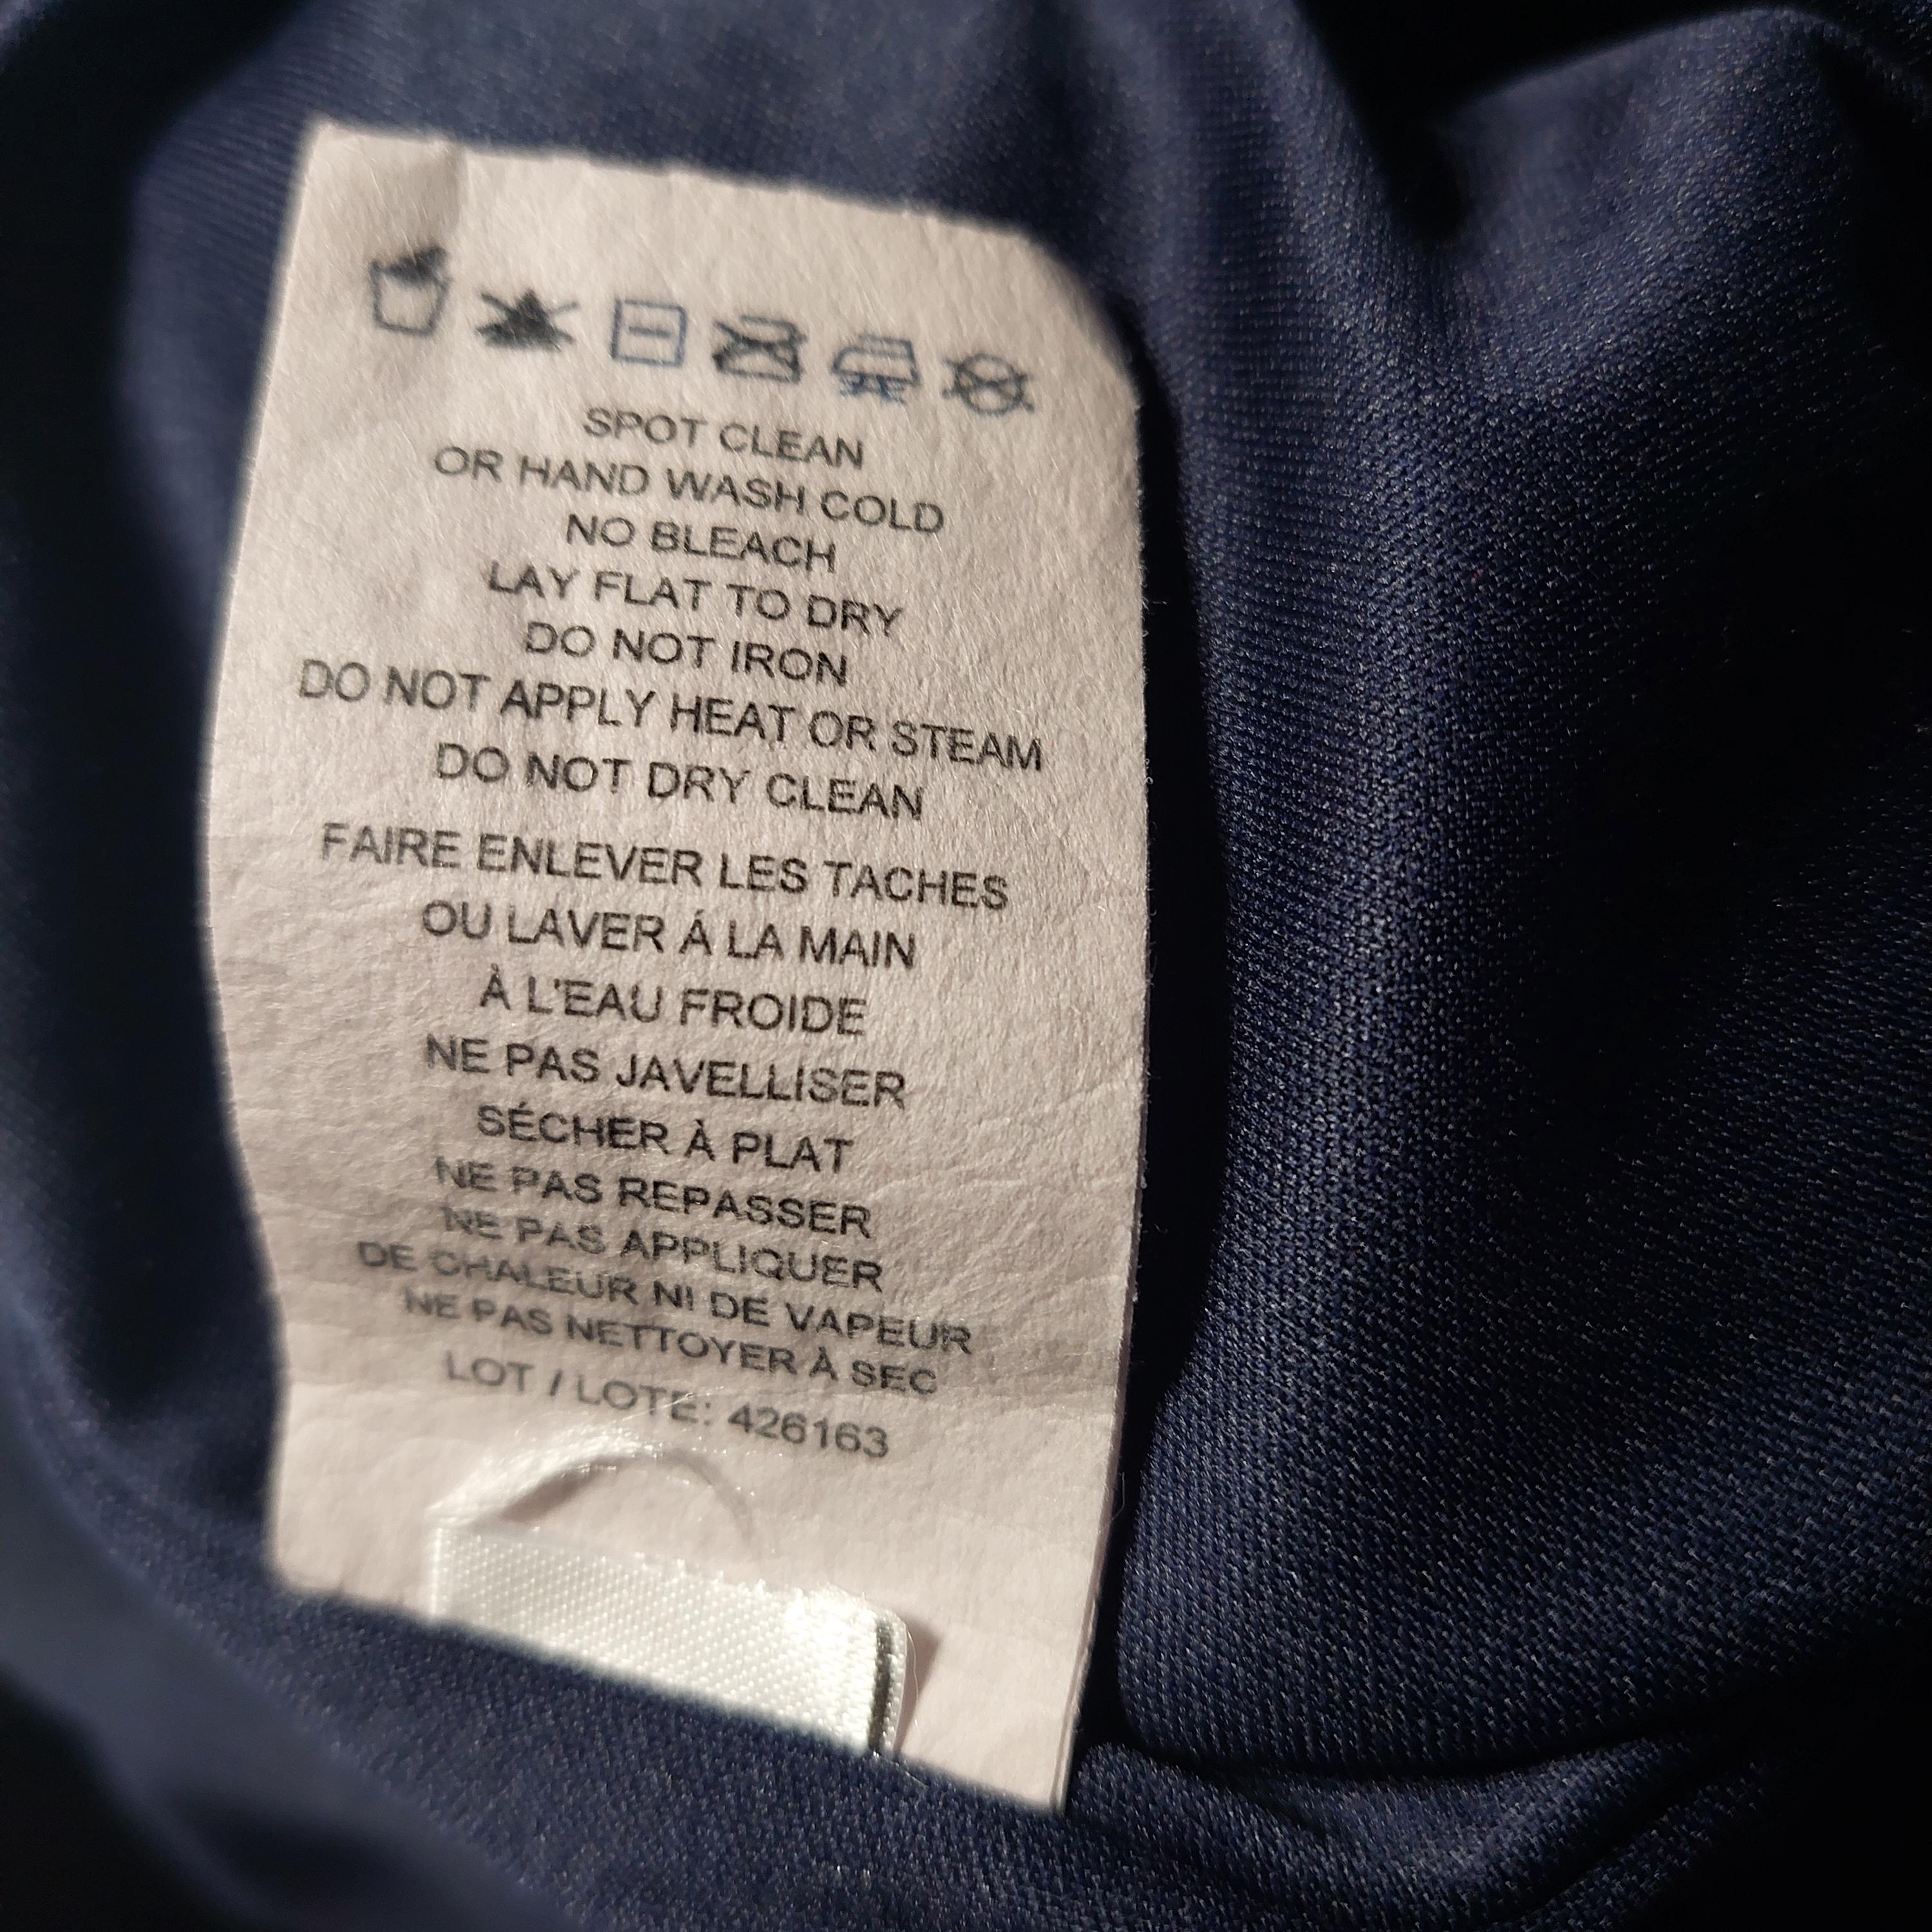 SPOT CLEAN
OR HAND WASH COLD
NO BLEACH
LAY FLAT TO DRY
DO NOT IRON
DO NOT APPLY HEAT OR STEAM
DO NOT DRY CLEAN
FAIRE ENLEVER LES TACHES
OU LAVER À LA MAIN
À L'EAU FROIDE
NE PAS JAVELLISER
SÉCHER À PLAT
NE PAS REPASSER
NE PAS APPLIQUER
DE CHALEUR NI DE VAPEUR
NE PAS NETTOYER À SEC
LOT / LOTE: 426163